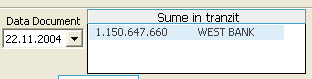 Sume in tranzit
Data Document
1.150.647.660 WEST BANK
22.11.2004